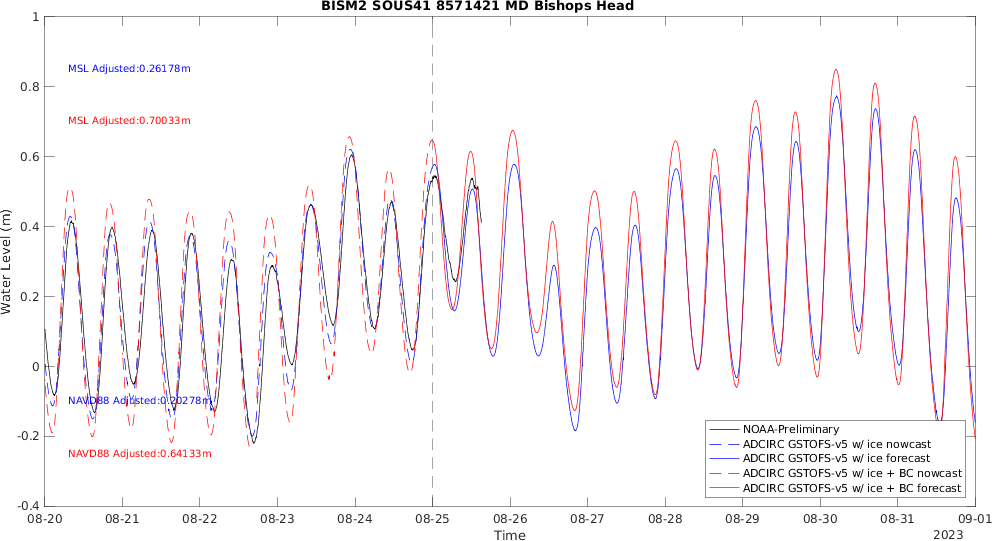 BISM2 SOUS41 8571421 MD Bishops Head
1
0.8
0.6
0.4
0.2
0
-0.2
-0.4
Water Level (m)
MSL Adjusted:0.26178m
MSL Adjusted:0.70033m
NAVD88 Adjusted:0.20278m
NAVD88 Adjusted:0.64133m
NOAA-Preliminary
ADCIRC GSTOFS-v5 w/ ice nowcast
ADCIRC GSTOFS-v5 w/ ice forecast
ADCIRC GSTOFS-v5 w/ ice + BC nowcast
ADCIRC GSTOFS-v5 w/ ice + BC forecast
08-20 08-21 08-22 08-23 08-24 08-25 08-26 08-27 08-28 08-29 08-30 08-31 09-01
Time
2023